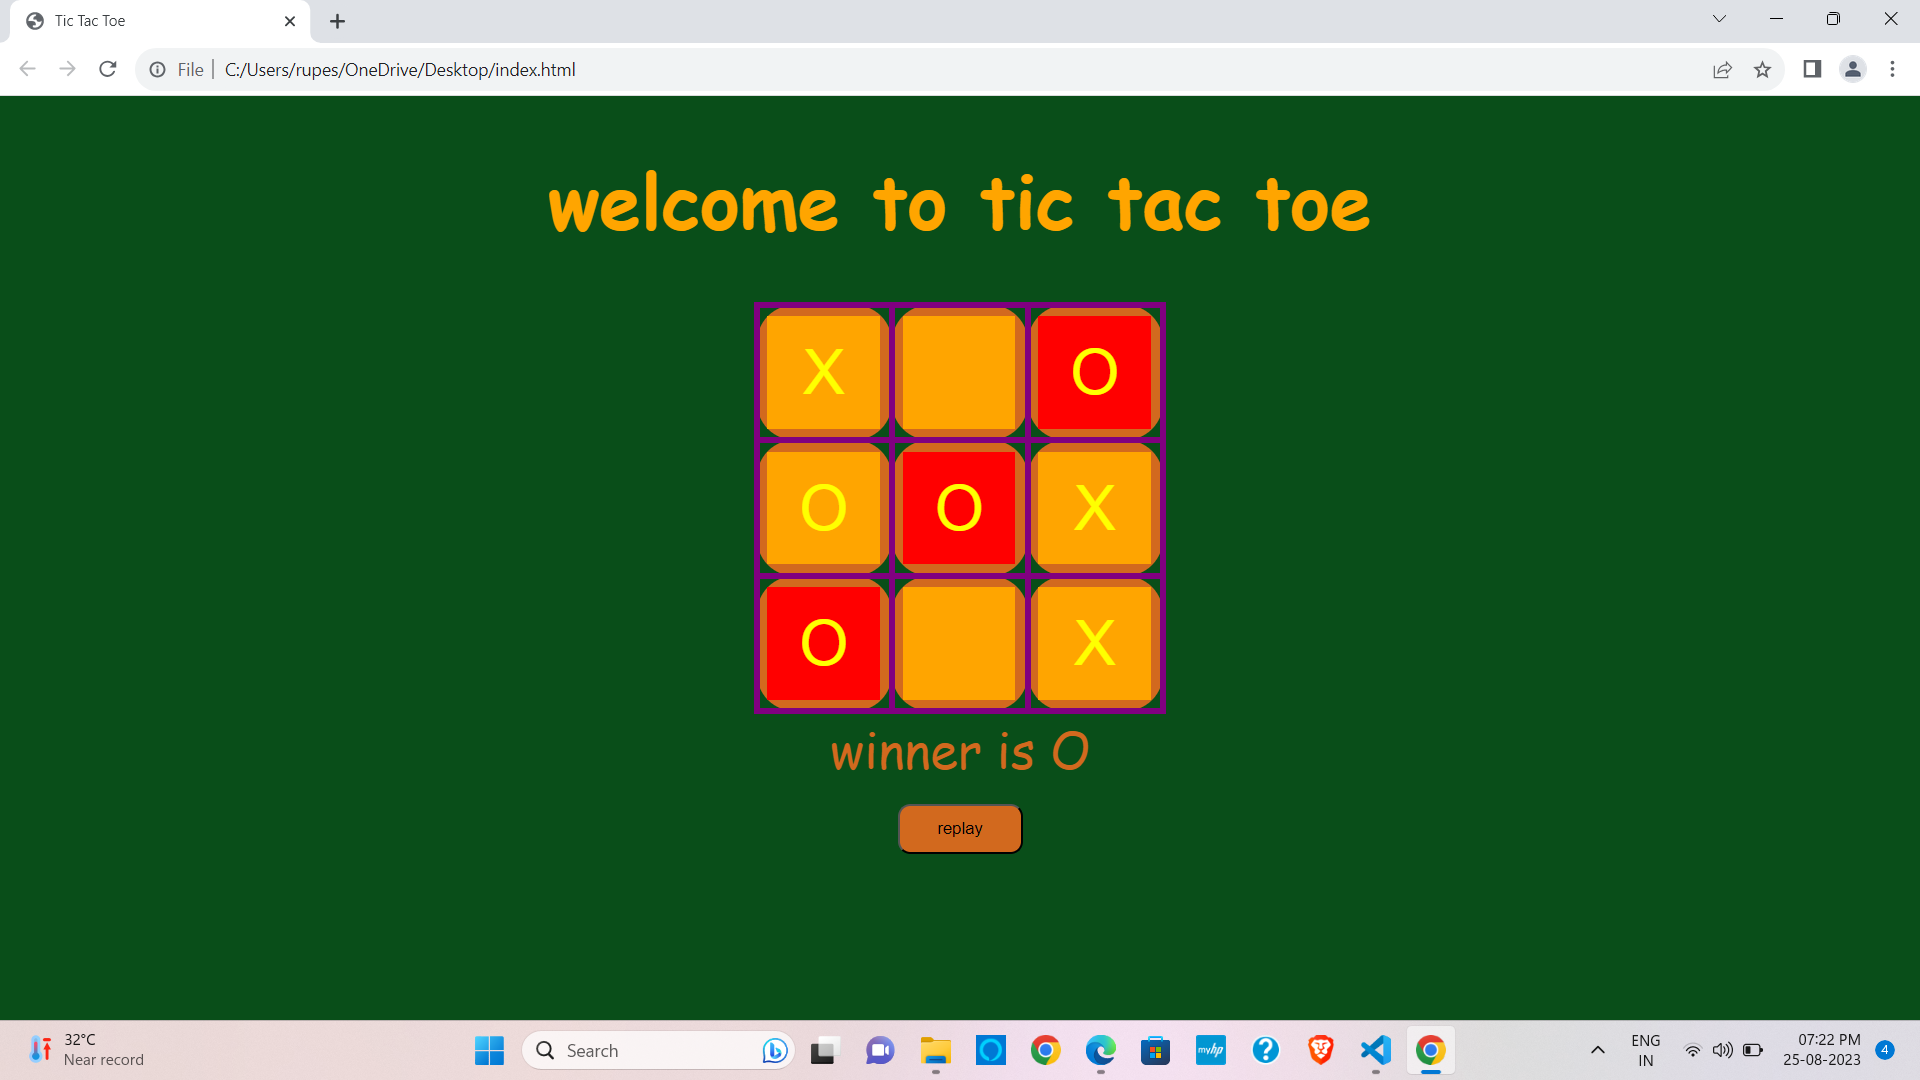 Tic Tac Toe
File | C:/Users/rupes/OneDrive/Desktop/index.html
welcome to tic tac toe
X O
O O X
O X
winner is O
replay
32°C
Near record
Search
myhp
ENG
IN
07:22 PM
25-08-2023
4